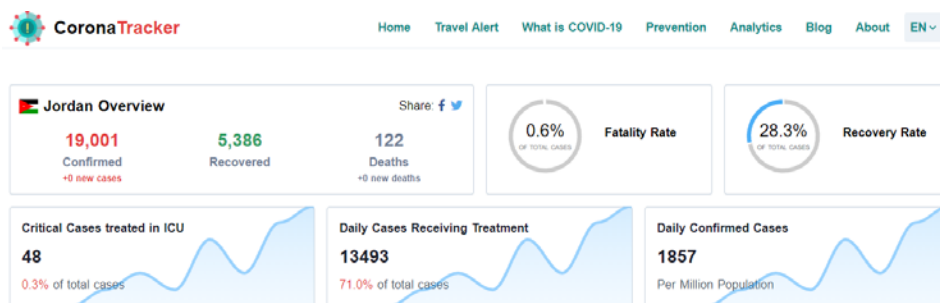 CoronaTracker
Home Travel Alert What is COVID-19 Prevention Analytics Blog About EN
Jordan Overview Share:
19,001 5,386 122
Confirmed Recovered Deaths
+0 new cases +0 new deaths
0.6%
OF TOTAL CASES
Fatality Rate
28.3%
OF TOTAL CASES
Recovery Rate
Critical Cases treated in ICU
48
0.3% of total cases
Daily Cases Receiving Treatment
13493
71.0% of total cases
Daily Confirmed Cases
1857
Per Million Population